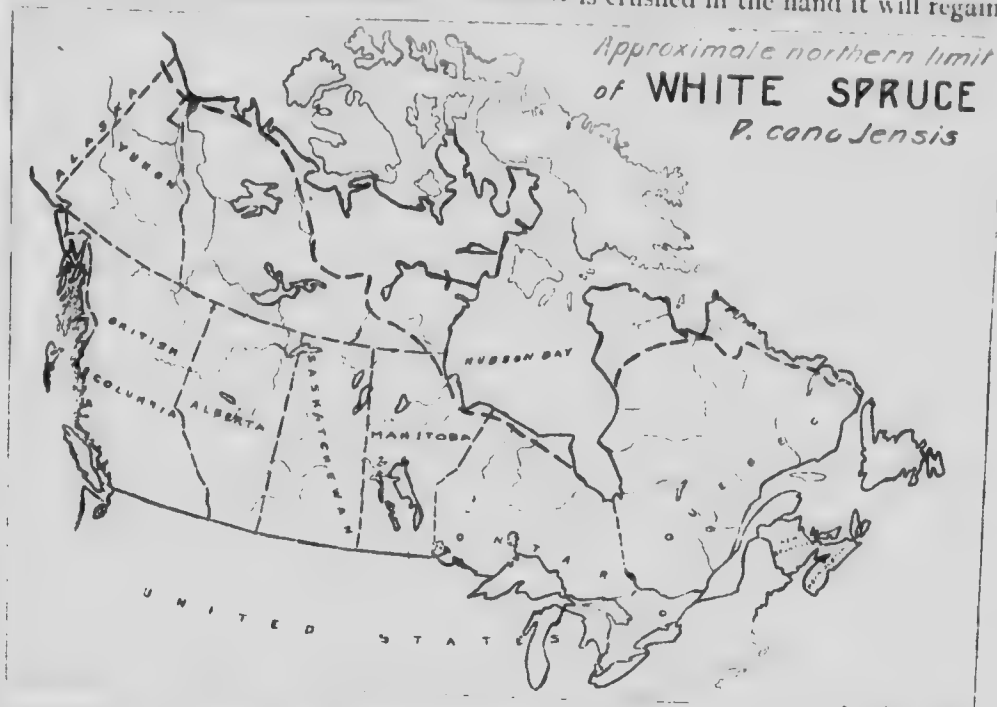 is crushed in the hand it will regain
Approximate northern limit
of WHITE SPRUCE
P. canadensis
ALASKA
YUKON
BRITISH
COLUMBIA
ALBERTA
SASKATCHEWAN
MANITOBA
HUDSON BAY
ONTARIO
UNITED STATES